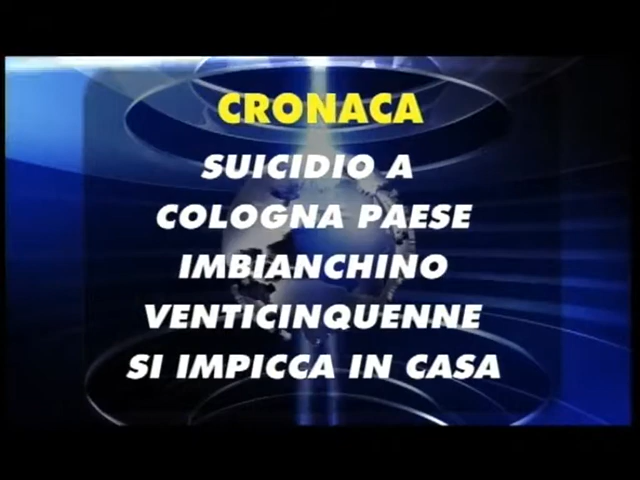 CRONACA
SUICIDIO A
COLOGNA PAESE
IMBIANCHINO
VENTICINQUENNE
SI IMPICCA IN CASA